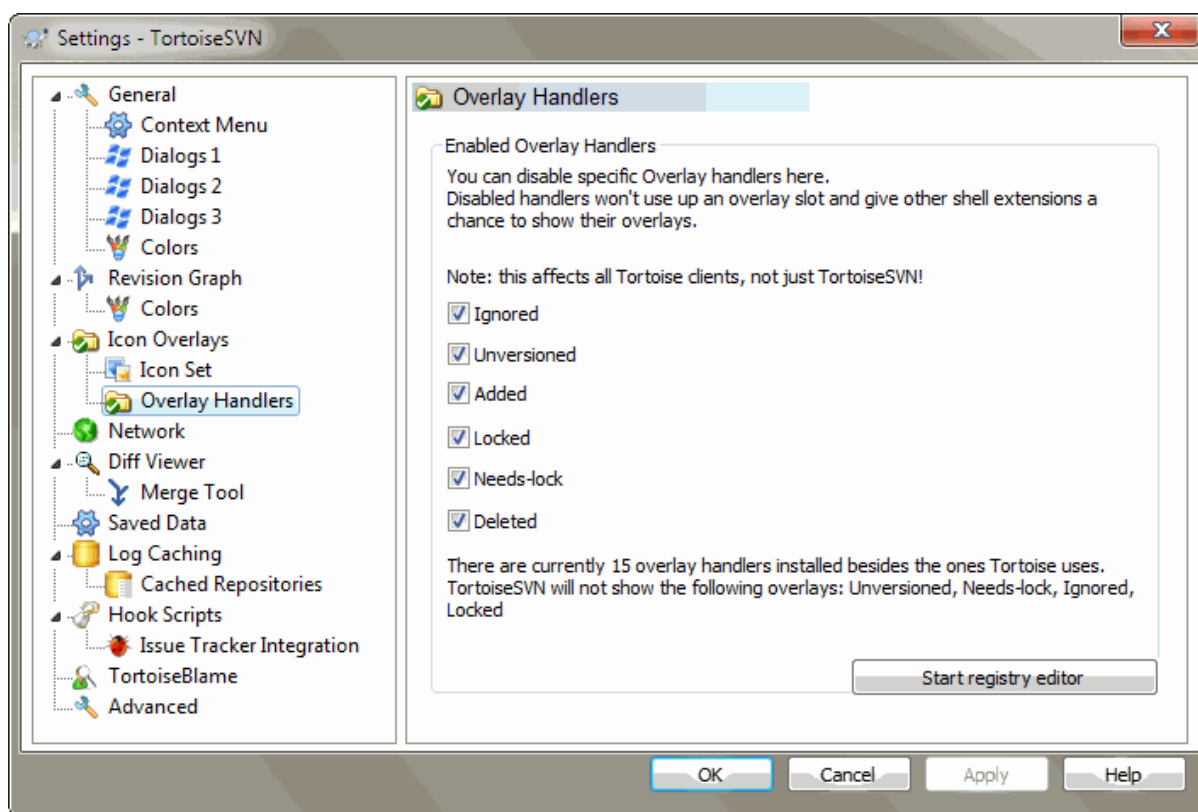 Settings - TortoiseSVN
General
Context Menu
Dialogs 1
Dialogs 2
Dialogs 3
Colors
Revision Graph
Colors
Icon Overlays
Icon Set
Overlay Handlers
Network
Diff Viewer
Merge Tool
Saved Data
Log Caching
Cached Repositories
Hook Scripts
Issue Tracker Integration
TortoiseBlame
Advanced
Overlay Handlers
Enabled Overlay Handlers
You can disable specific Overlay handlers here.
Disabled handlers won't use up an overlay slot and give other shell extensions a
chance to show their overlays.
Note: this affects all Tortoise clients, not just TortoiseSVN!
Ignored
Unversioned
Added
Locked
Needs-lock
Deleted
There are currently 15 overlay handlers installed besides the ones Tortoise uses.
TortoiseSVN will not show the following overlays: Unversioned, Needs-lock, Ignored,
Locked
Start registry editor
OK
Cancel
Apply
Help